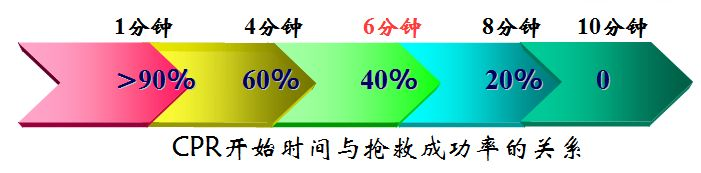 1分钟 4分钟 6分钟 8分钟 10分钟
>90% 60% 40% 20% 0
CPR开始时间与抢救成功率的关系